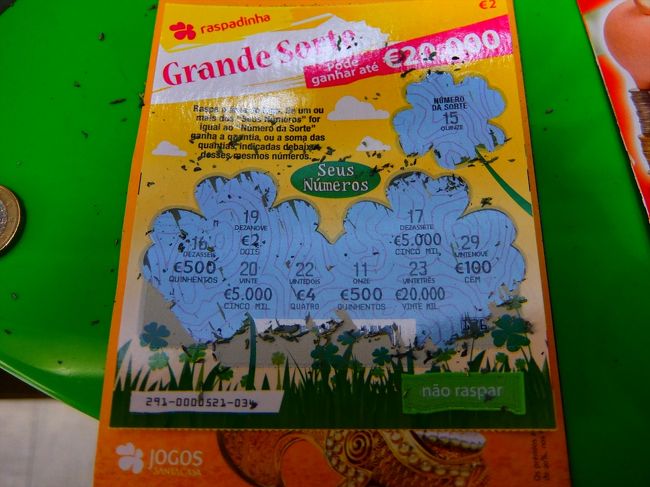 raspadinha
€2
Grande Sorte
Pode ganhar até €20.000
mais dos "Seus Números" for
igual ao "Número da Sorte"
ganha a quantia, ou a soma das
quantias, indicadas debaixo
desses mesmos números.
NÚMERO
DA SORTE
15
QUINZE
Seus
Números
16
DEZASSEIS
€500
QUINHENTOS
19
DEZANOVE
€2
DOIS
20
VINTE
€5.000
CINCO MIL
22
VINTEDOIS
€4
QUATRO
11
ONZE
€500
QUINHENTOS
17
DEZASSETE
€5.000
CINCO MIL
23
VINTETRÊS
€20.000
VINTE MIL
29
VINTENOVE
€100
CEM
291-0000521-034
não raspar
JOGOS
SANTA CASA